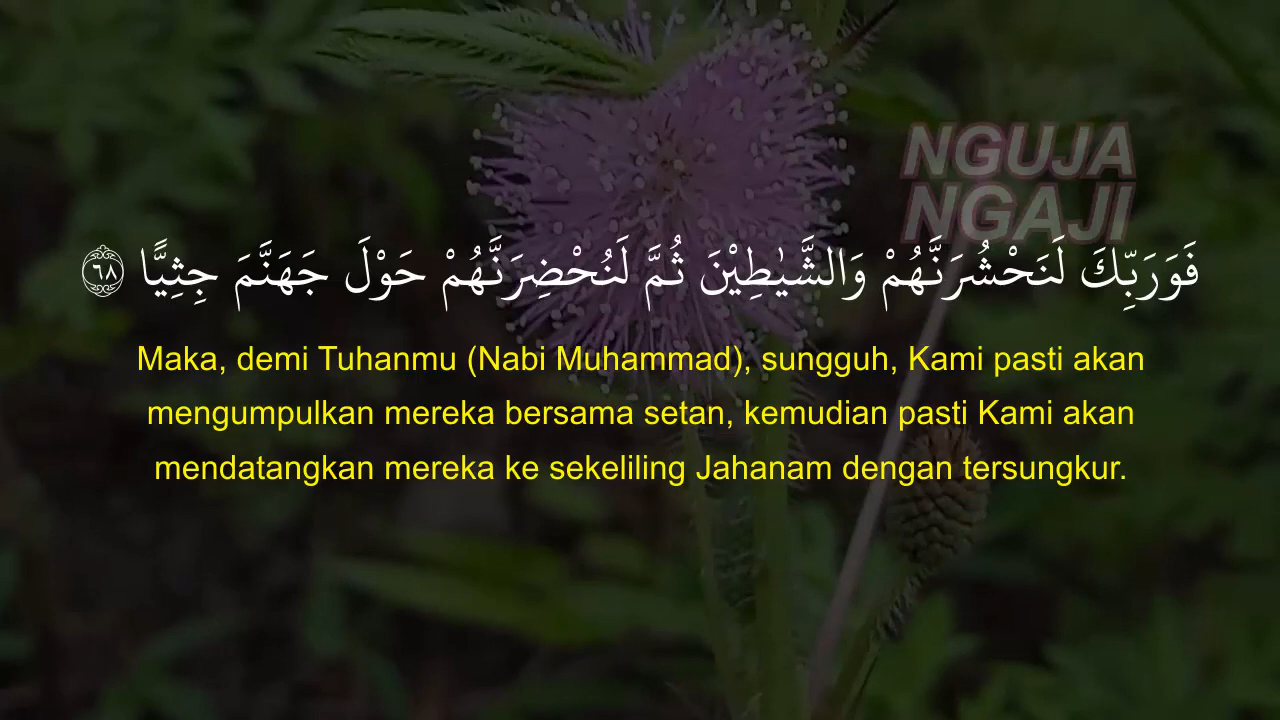 NGUJA
NGAJI
فَوَرَبِّكَ لَنَحْشُرَنَّهُمْ وَالشَّيٰطِيْنَ ثُمَّ لَنُحْضِرَنَّهُمْ حَوْلَ جَهَنَّمَ جِثِيًّا ٦٨
Maka, demi Tuhanmu (Nabi Muhammad), sungguh, Kami pasti akan
mengumpulkan mereka bersama setan, kemudian pasti Kami akan
mendatangkan mereka ke sekeliling Jahanam dengan tersungkur.